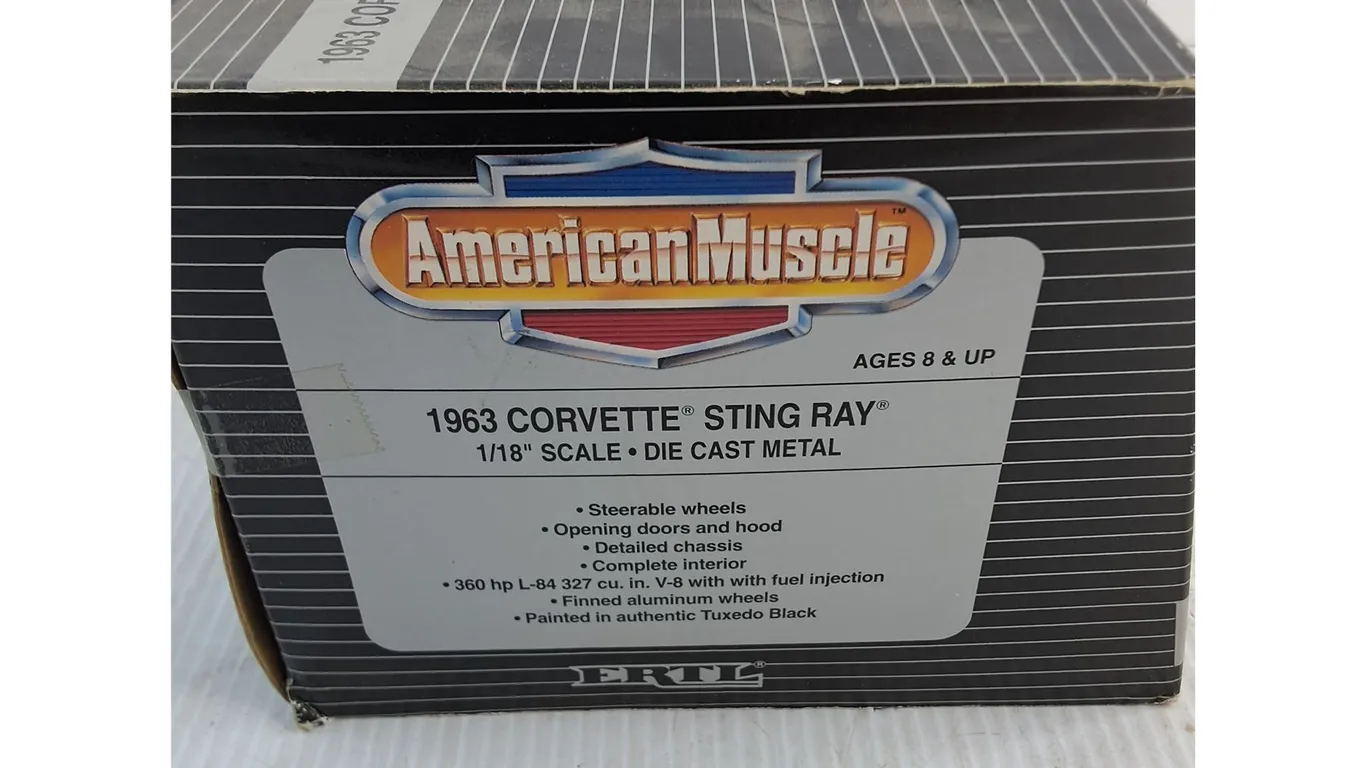 1963 COR
AmericanMuscle™
AGES 8 & UP
1963 CORVETTE® STING RAY®
1/18" SCALE • DIE CAST METAL
• Steerable wheels
• Opening doors and hood
• Detailed chassis
• Complete interior
• 360 hp L-84 327 cu. in. V-8 with with fuel injection
• Finned aluminum wheels
• Painted in authentic Tuxedo Black
ERTL®